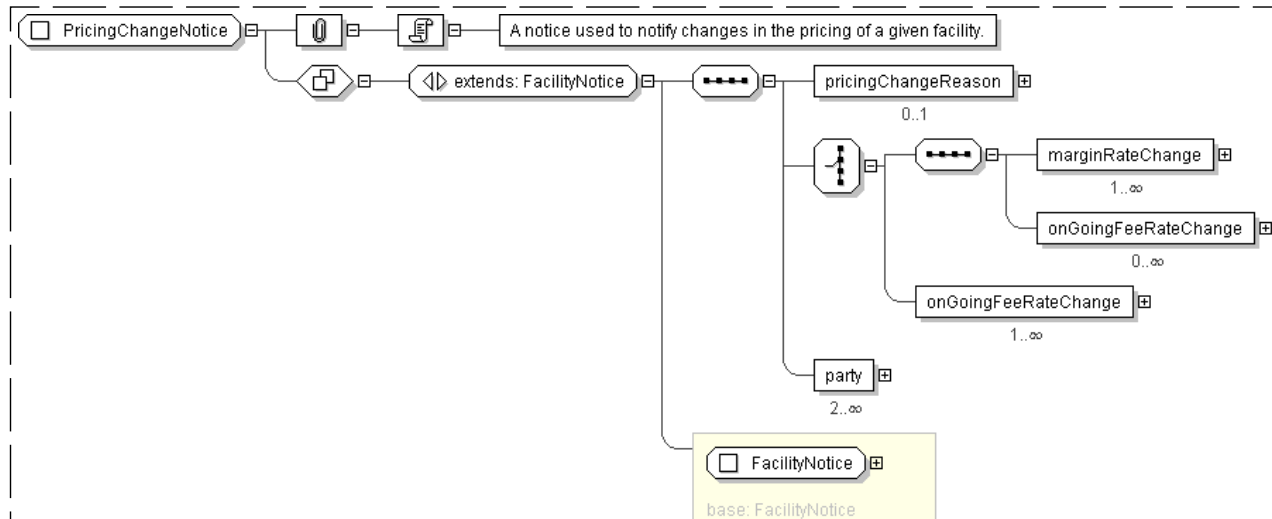 PricingChangeNotice
A notice used to notify changes in the pricing of a given facility.
extends: FacilityNotice
pricingChangeReason
0..1
marginRateChange
1..∞
onGoingFeeRateChange
0..∞
onGoingFeeRateChange
1..∞
party
2..∞
FacilityNotice
base: FacilityNotice